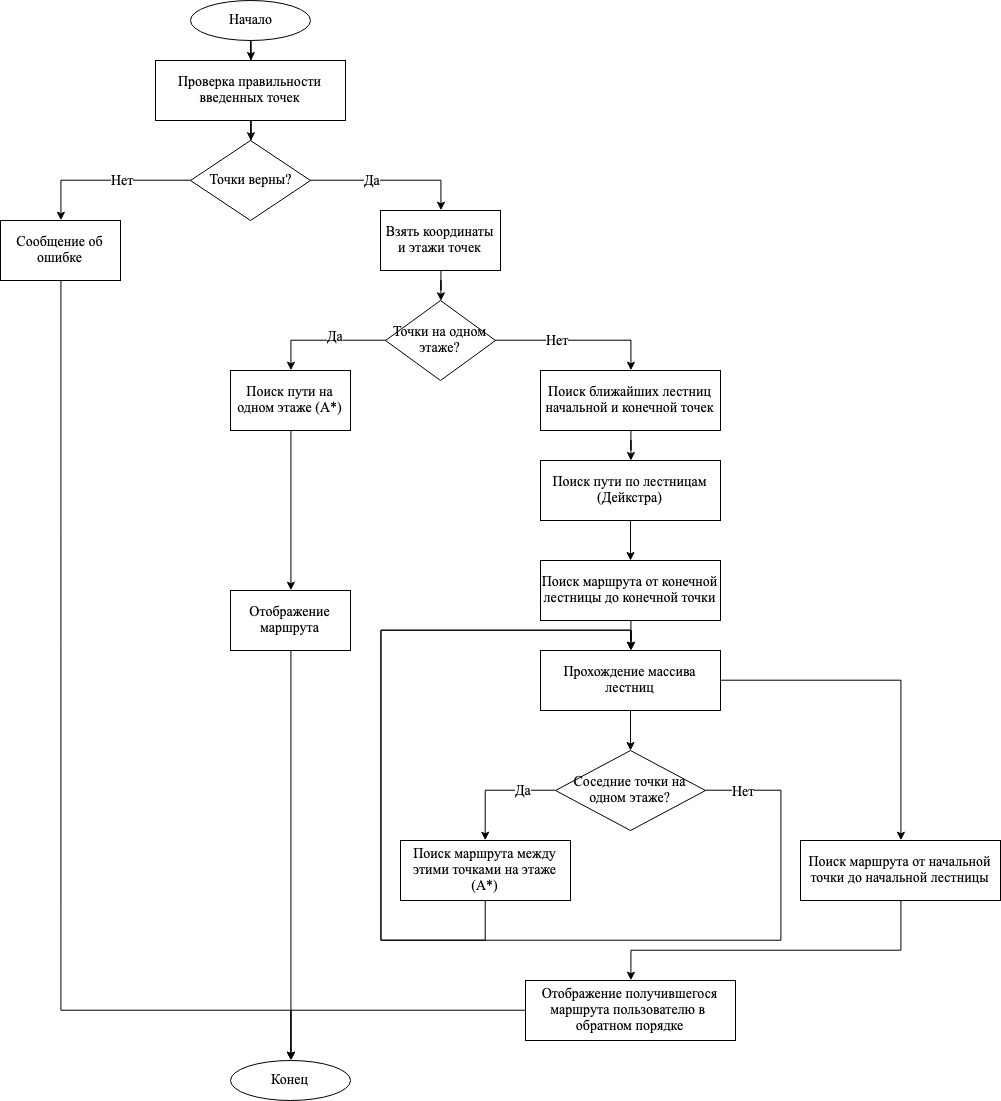 Начало
Проверка правильности
введенных точек
Точки верны?
Нет
Да
Сообщение об
ошибке
Взять координаты
и этажи точек
Точки на одном
этаже?
Да
Нет
Поиск пути на
одном этаже (А*)
Поиск ближайших лестниц
начальной и конечной точек
Поиск пути по лестницам
(Дейкстра)
Поиск маршрута от конечной
лестницы до конечной точки
Отображение
маршрута
Прохождение массива
лестниц
Соседние точки на
одном этаже?
Да
Нет
Поиск маршрута между
этими точками на этаже
(А*)
Поиск маршрута от начальной
точки до начальной лестницы
Отображение получившегося
маршрута пользователю в
обратном порядке
Конец